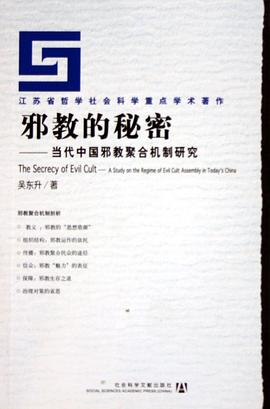 江苏省哲学社会科学重点学术著作
邪教的秘密
——当代中国邪教聚合机制研究
The Secrecy of Evil Cult — A Study on the Regime of Evil Cult Assembly in Today's China
吴东升/著
邪教聚合机制剖析
教义:邪教的“思想资源”
组织结构:邪教运作的依托
传播:邪教聚合民众的途径
信众:邪教“魅力”的表征
保障:邪教生存之道
治理对策的省思
社会科学文献出版社
SOCIAL SCIENCES ACADEMIC PRESS (CHINA)